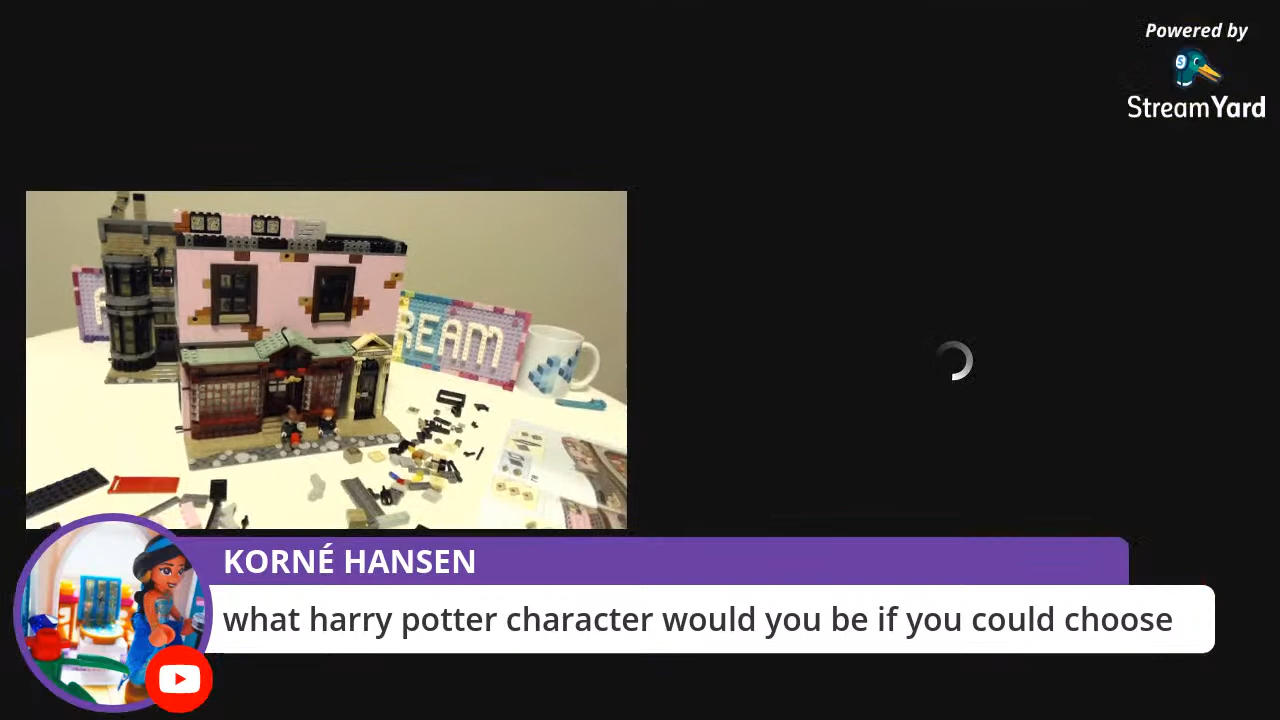 Powered by
StreamYard
REAM
KORNÉ HANSEN
what harry potter character would you be if you could choose